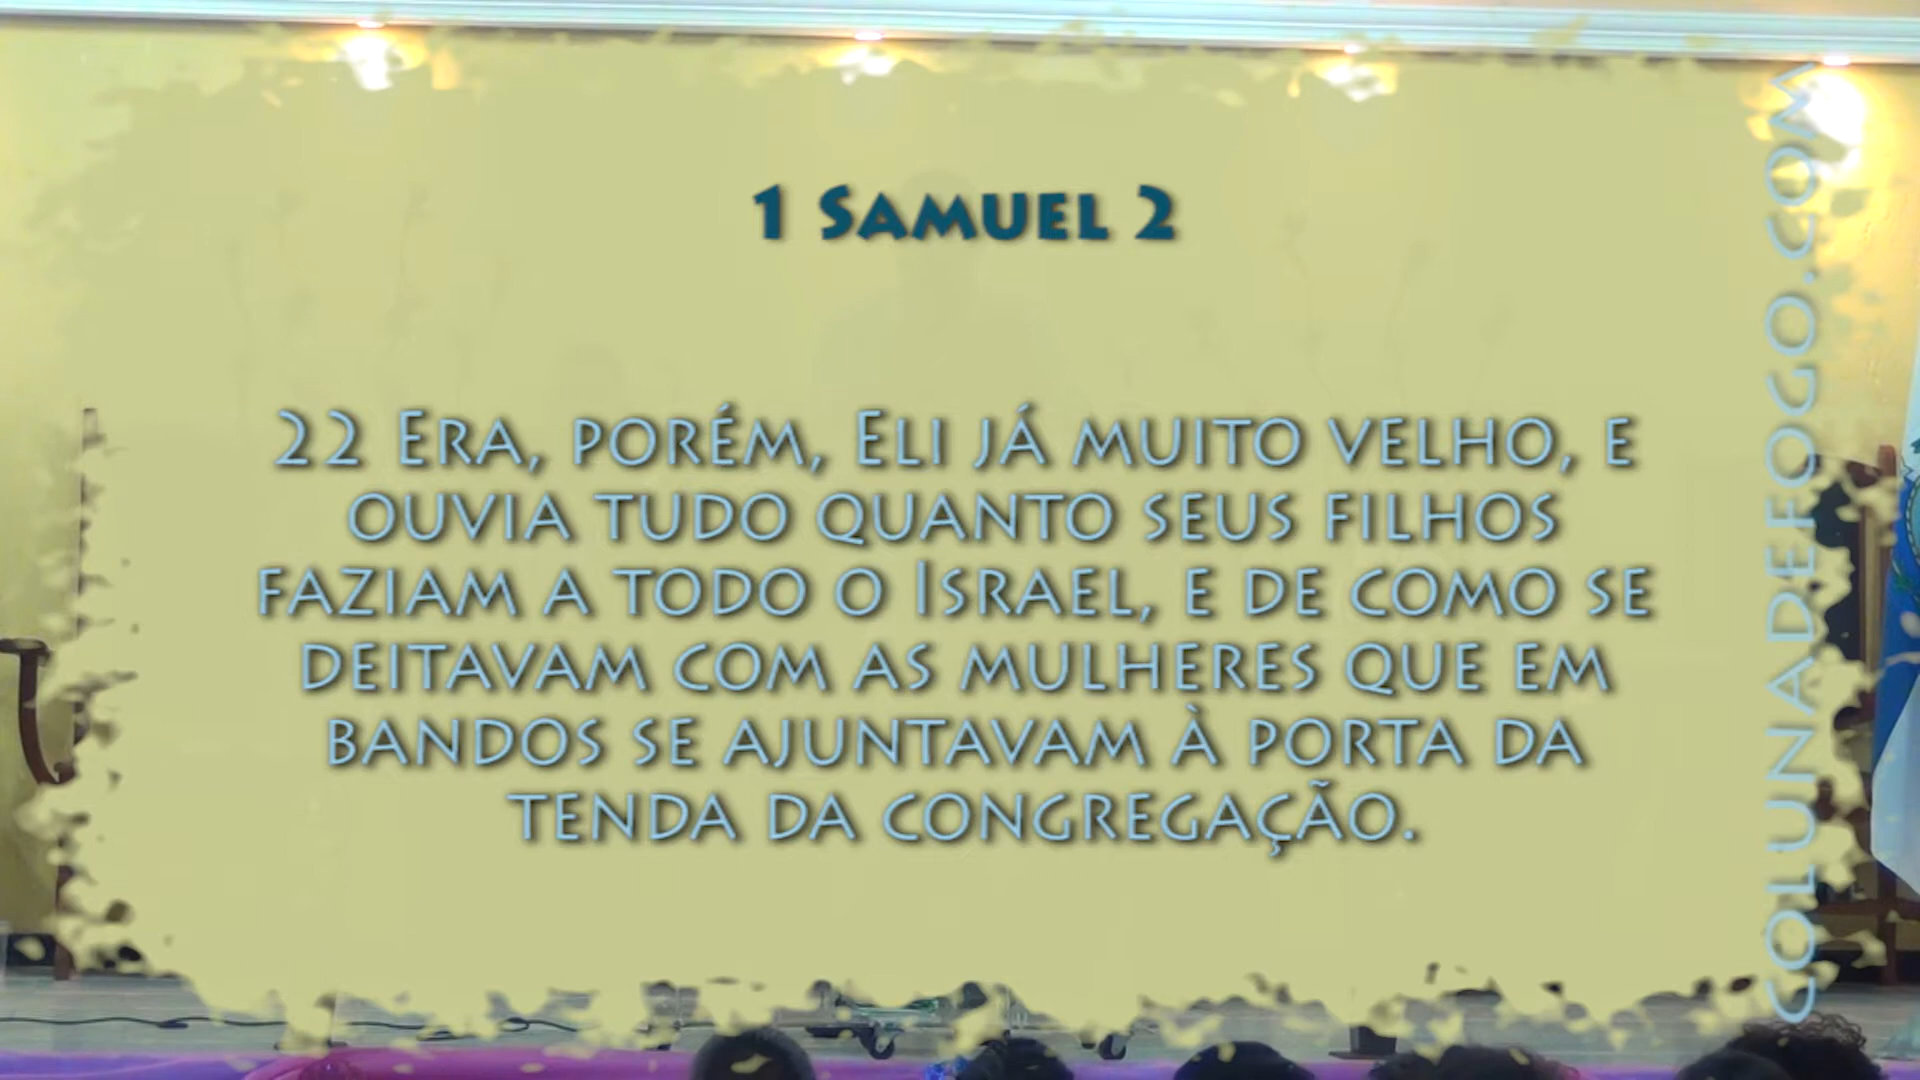 1 Samuel 2
22 Era, porém, Eli já muito velho, e
ouvia tudo quanto seus filhos
faziam a todo o Israel, e de como se
deitavam com as mulheres que em
bandos se ajuntavam à porta da
tenda da congregação.
COLUNADEFOGO.COM